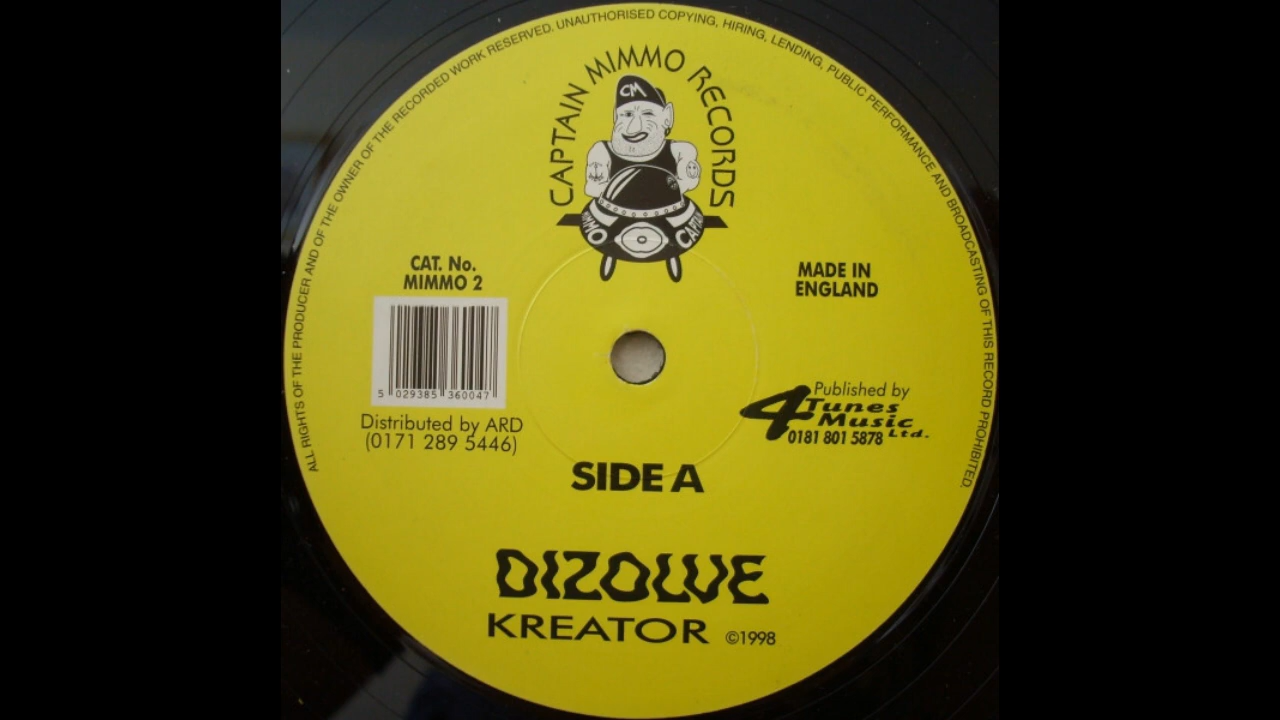 ALL RIGHTS OF THE PRODUCER AND OF THE OWNER OF THE RECORDED WORK RESERVED. UNAUTHORISED COPYING, HIRING, LENDING, PUBLIC PERFORMANCE AND BROADCASTING OF THIS RECORD PROHIBITED.
CAPTAIN MIMMO RECORDS
CM
MIMMO CAPTAIN
CAT. No.
MIMMO 2
MADE IN
ENGLAND
5 029385 360047
Distributed by ARD
(0171 289 5446)
Published by
4 Tunes
Music
Ltd.
0181 801 5878
SIDE A
DIZOLVE
KREATOR ©1998